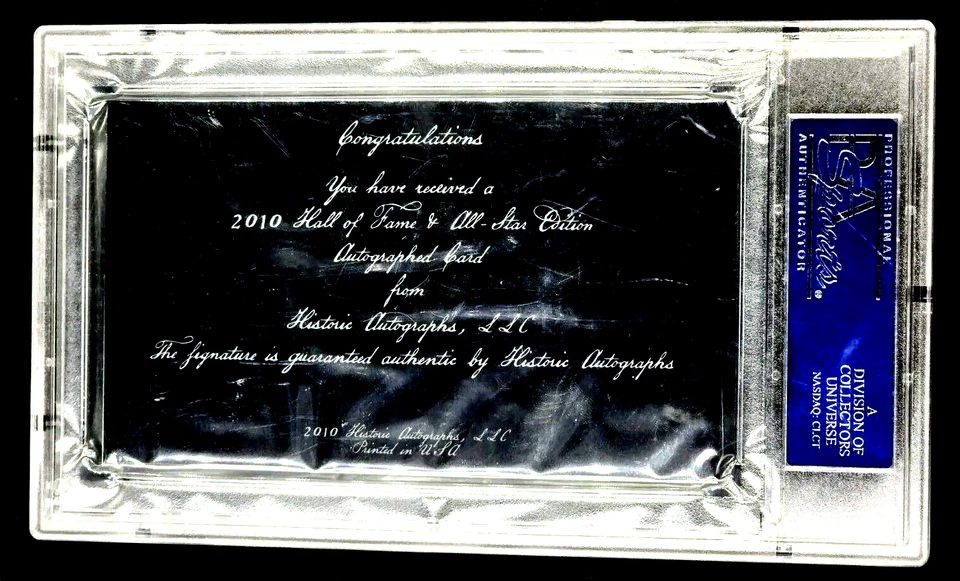 Congratulations
You have received a
2010 Hall of Fame & All-Star Edition
Autographed Card
from
Historic Autographs, LLC
The signature is guaranteed authentic by Historic Autographs
2010 Historic Autographs, LLC
Printed in USA
PROFESSIONAL
PSA
AUTHENTICATOR
A
DIVISION OF
COLLECTORS
UNIVERSE
NASDAQ: CLCT